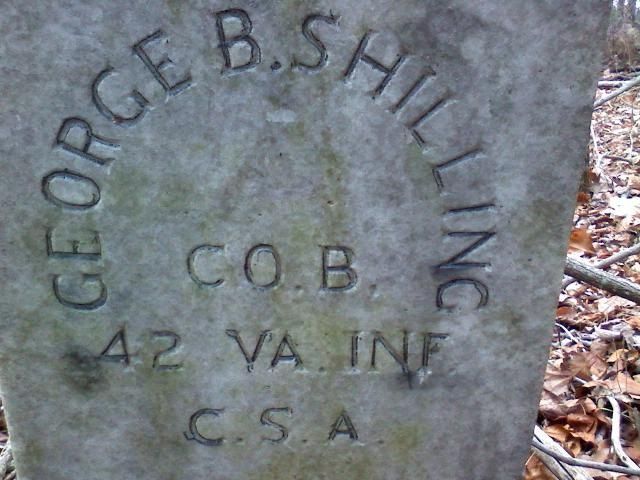 GEORGE B. SHILLING
CO. B.
42 VA. INF
C. S. A.